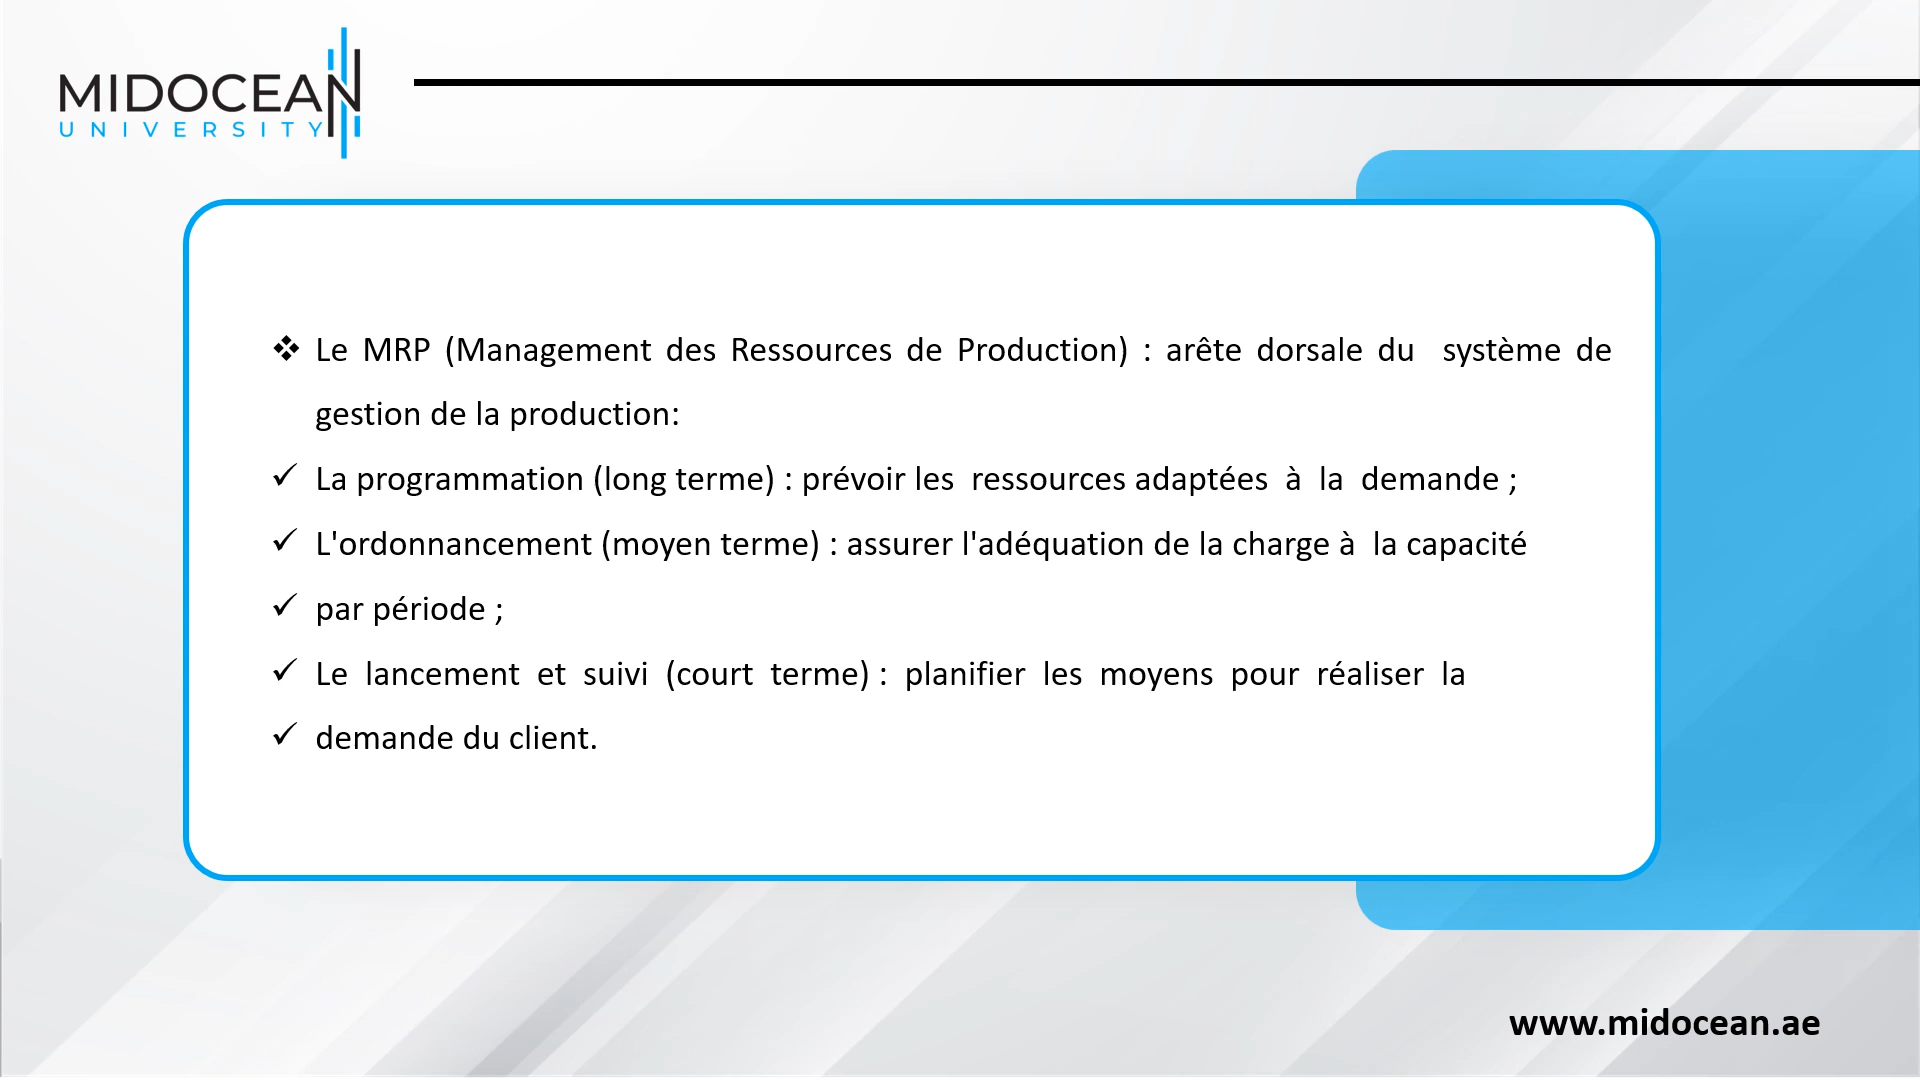 MIDOCEAN
UNIVERSITY
❖ Le MRP (Management des Ressources de Production) : arête dorsale du système de
gestion de la production:
✓ La programmation (long terme) : prévoir les ressources adaptées à la demande ;
✓ L'ordonnancement (moyen terme) : assurer l'adéquation de la charge à la capacité
✓ par période ;
✓ Le lancement et suivi (court terme) : planifier les moyens pour réaliser la
✓ demande du client.
www.midocean.ae